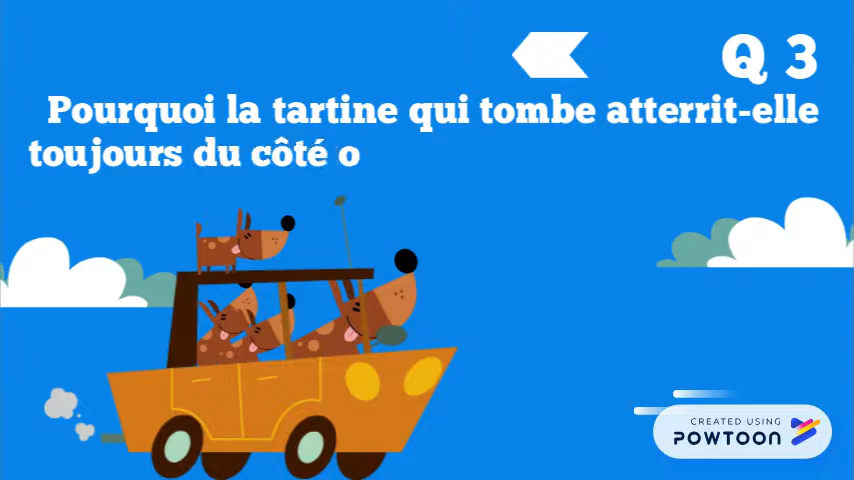 Q 3
Pourquoi la tartine qui tombe atterrit-elle
toujours du côté o
CREATED USING
POWTOON